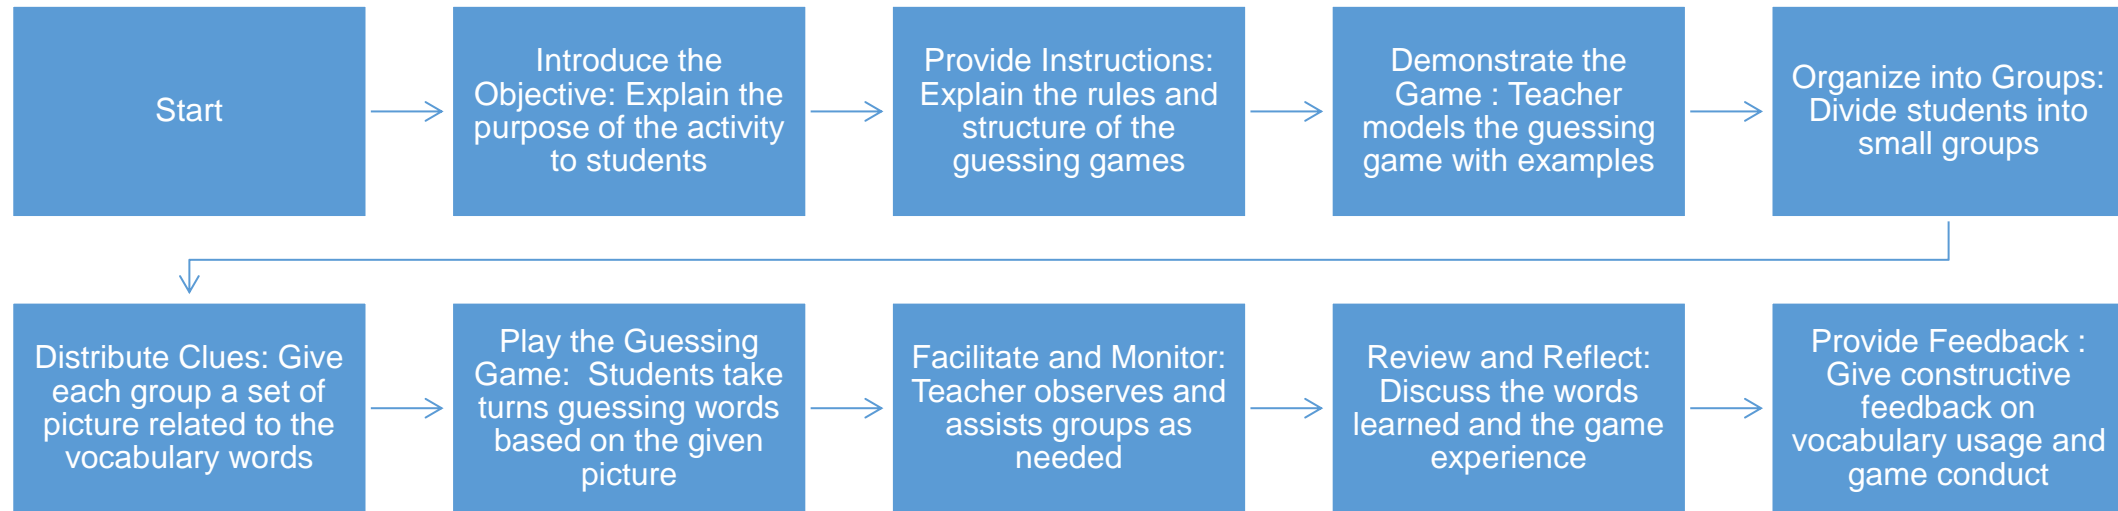 Start
Introduce the
Objective: Explain the
purpose of the activity
to students
Provide Instructions:
Explain the rules and
structure of the
guessing games
Demonstrate the
Game : Teacher
models the guessing
game with examples
Organize into Groups:
Divide students into
small groups
Distribute Clues: Give
each group a set of
picture related to the
vocabulary words
Play the Guessing
Game:  Students take
turns guessing words
based on the given
picture
Facilitate and Monitor:
Teacher observes and
assists groups as
needed
Review and Reflect:
Discuss the words
learned and the game
experience
Provide Feedback :
Give constructive
feedback on
vocabulary usage and
game conduct